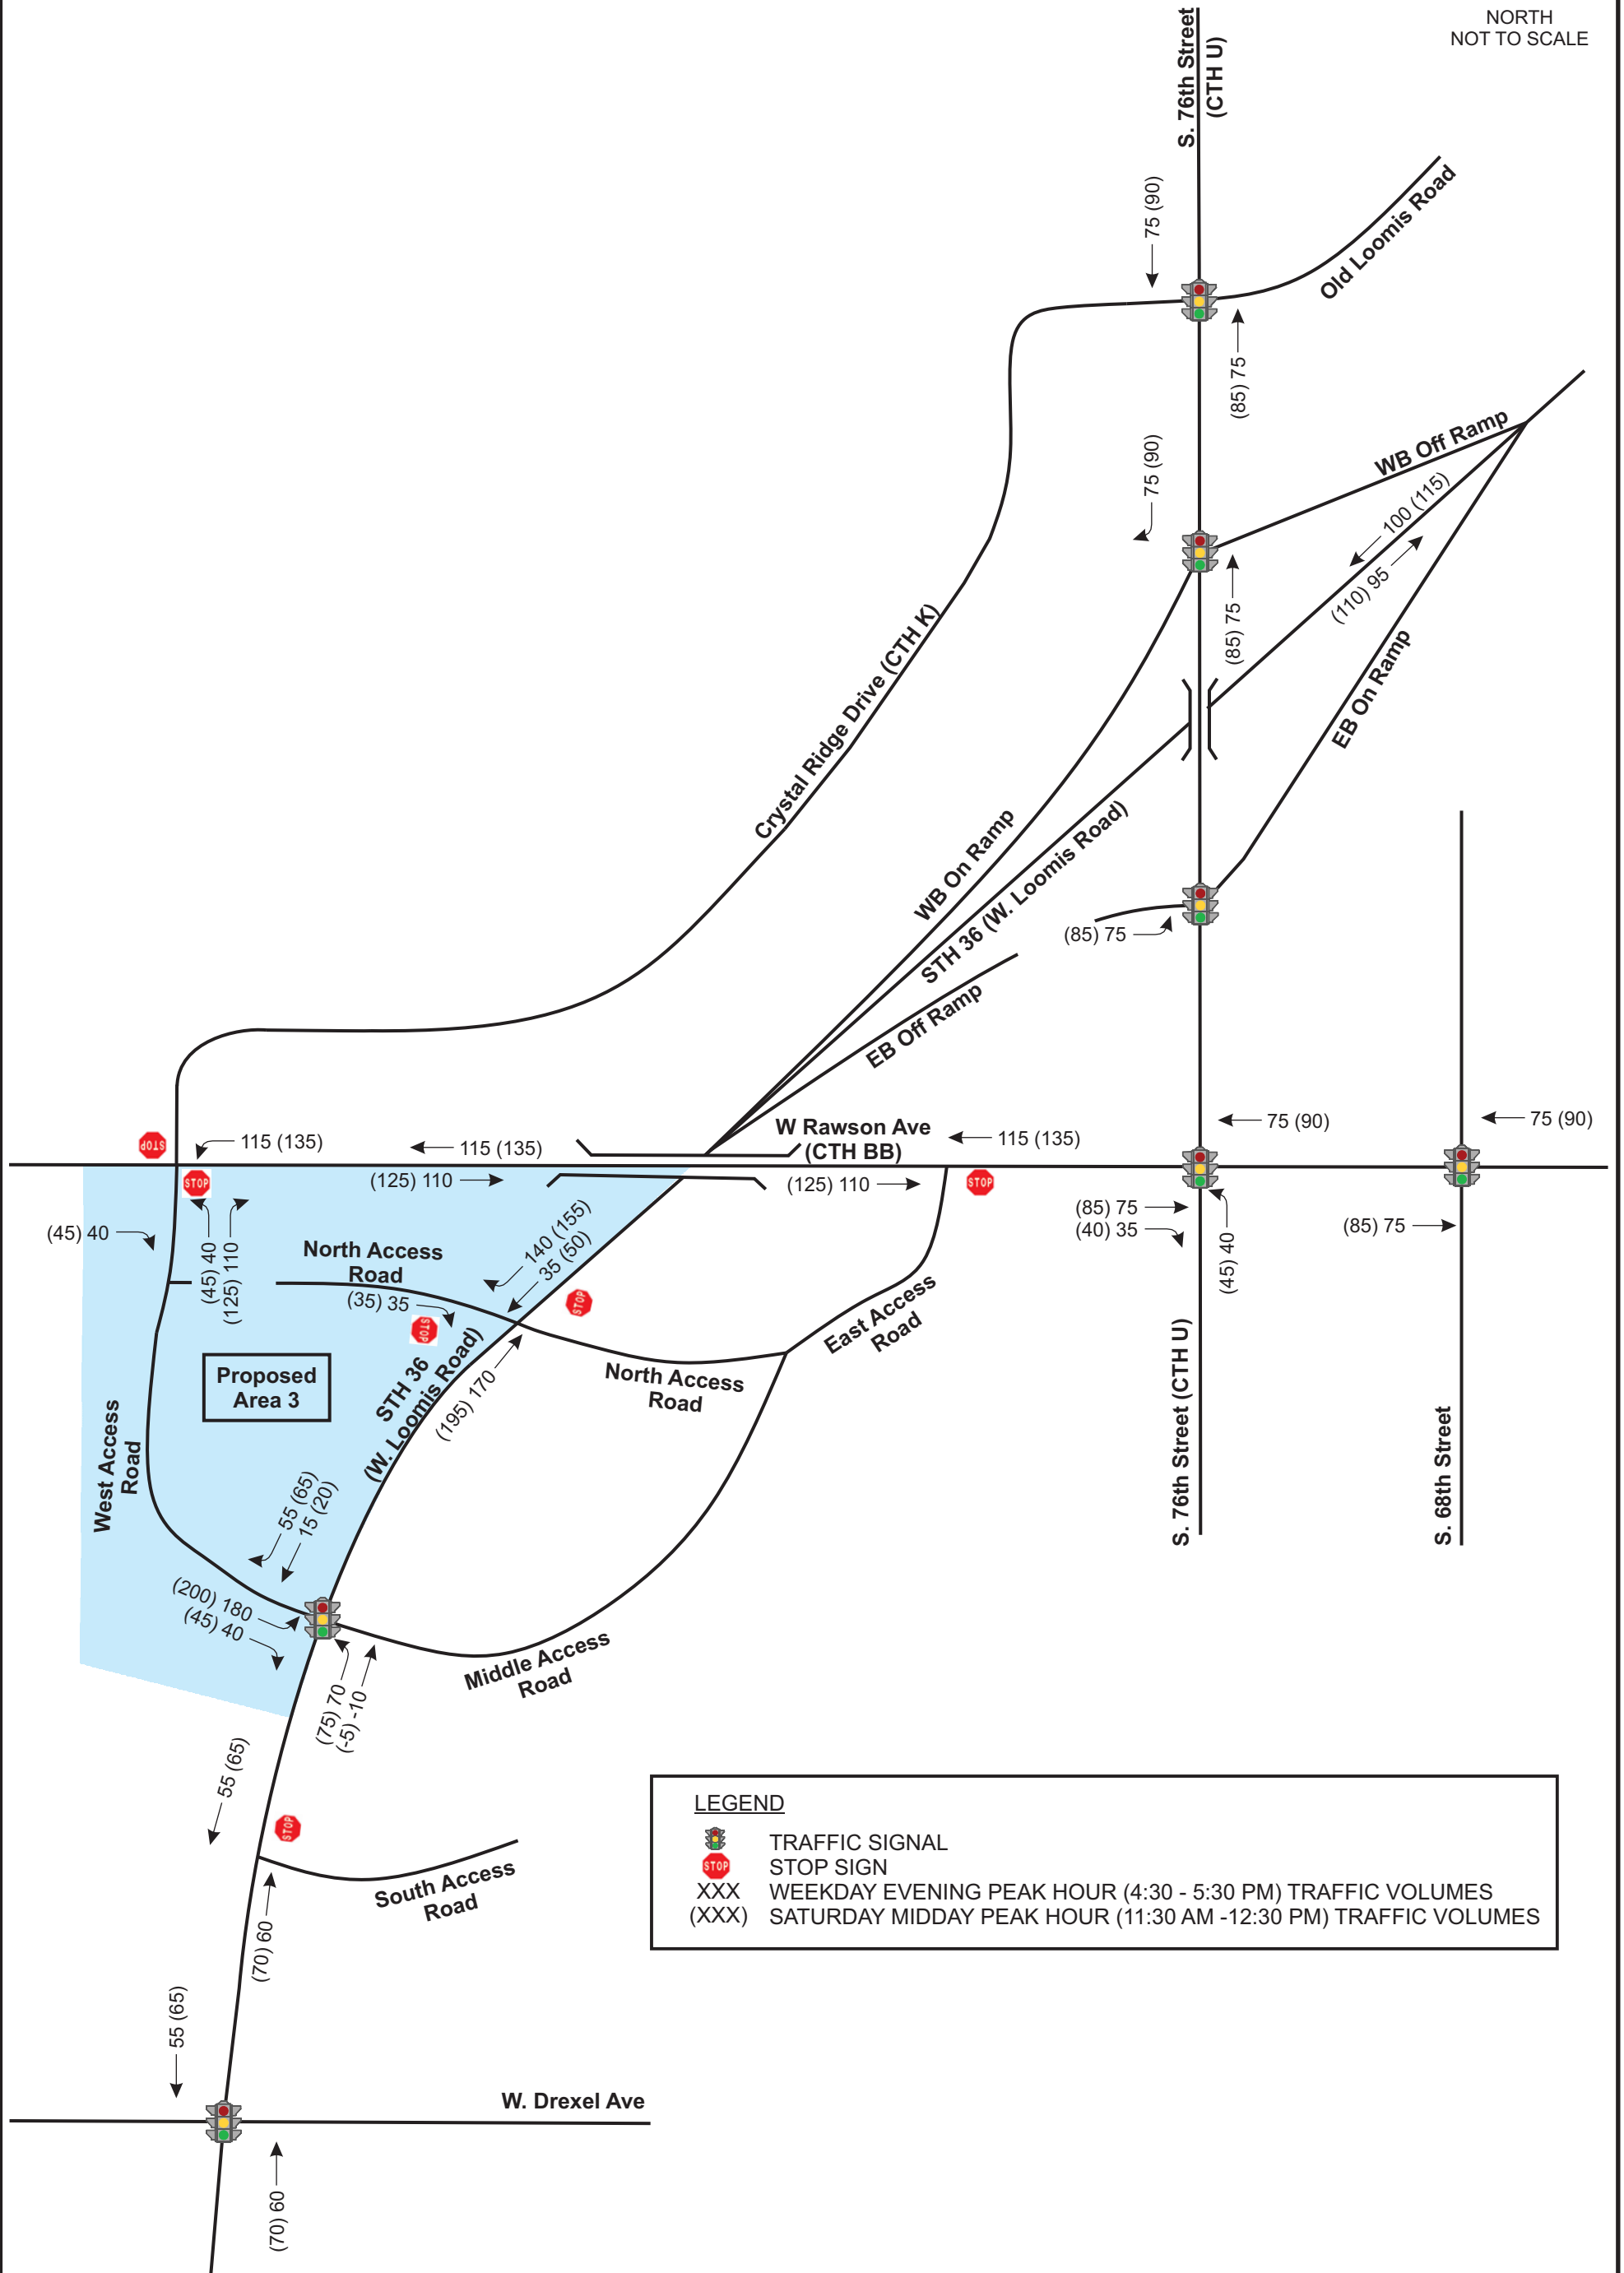 NORTH
NOT TO SCALE
S. 76th Street
(CTH U)
Old Loomis Road
75 (90)
(85) 75
WB Off Ramp
75 (90)
100 (115)
(110) 95
(85) 75
EB On Ramp
Crystal Ridge Drive (CTH K)
WB On Ramp
STH 36 (W. Loomis Road)
(85) 75
EB Off Ramp
W Rawson Ave
(CTH BB)
STOP
115 (135)
115 (135)
115 (135)
75 (90)
75 (90)
STOP
(125) 110
(125) 110
STOP
(85) 75
(40) 35
(45) 40
(85) 75
(45) 40
(45) 40
(125) 110
North Access
Road
140 (155)
35 (50)
(35) 35
STOP
STOP
East Access
Road
North Access
Road
STH 36
(W. Loomis Road)
(195) 170
Proposed
Area 3
West Access
Road
S. 76th Street (CTH U)
S. 68th Street
55 (65)
15 (20)
(200) 180
(45) 40
(75) 70
(-5) -10
Middle Access
Road
55 (65)
STOP
South Access
Road
(70) 60
55 (65)
W. Drexel Ave
(70) 60
LEGEND
TRAFFIC SIGNAL
STOP STOP SIGN
XXX WEEKDAY EVENING PEAK HOUR (4:30 - 5:30 PM) TRAFFIC VOLUMES
(XXX) SATURDAY MIDDAY PEAK HOUR (11:30 AM -12:30 PM) TRAFFIC VOLUMES